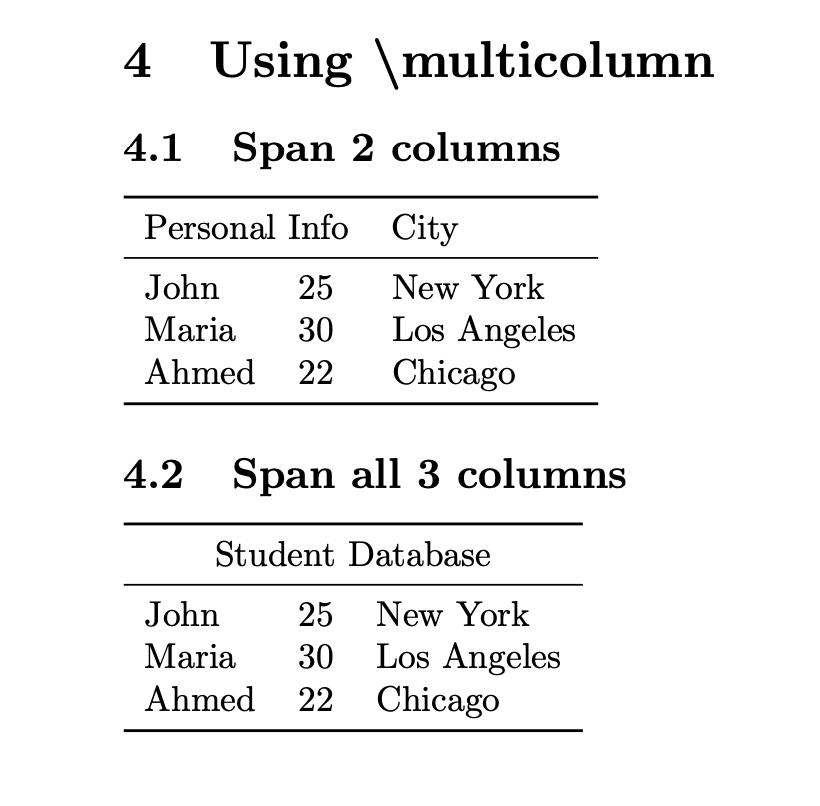 4 Using \multicolumn
4.1 Span 2 columns
Personal Info City
John 25 New York
Maria 30 Los Angeles
Ahmed 22 Chicago
4.2 Span all 3 columns
Student Database
John 25 New York
Maria 30 Los Angeles
Ahmed 22 Chicago